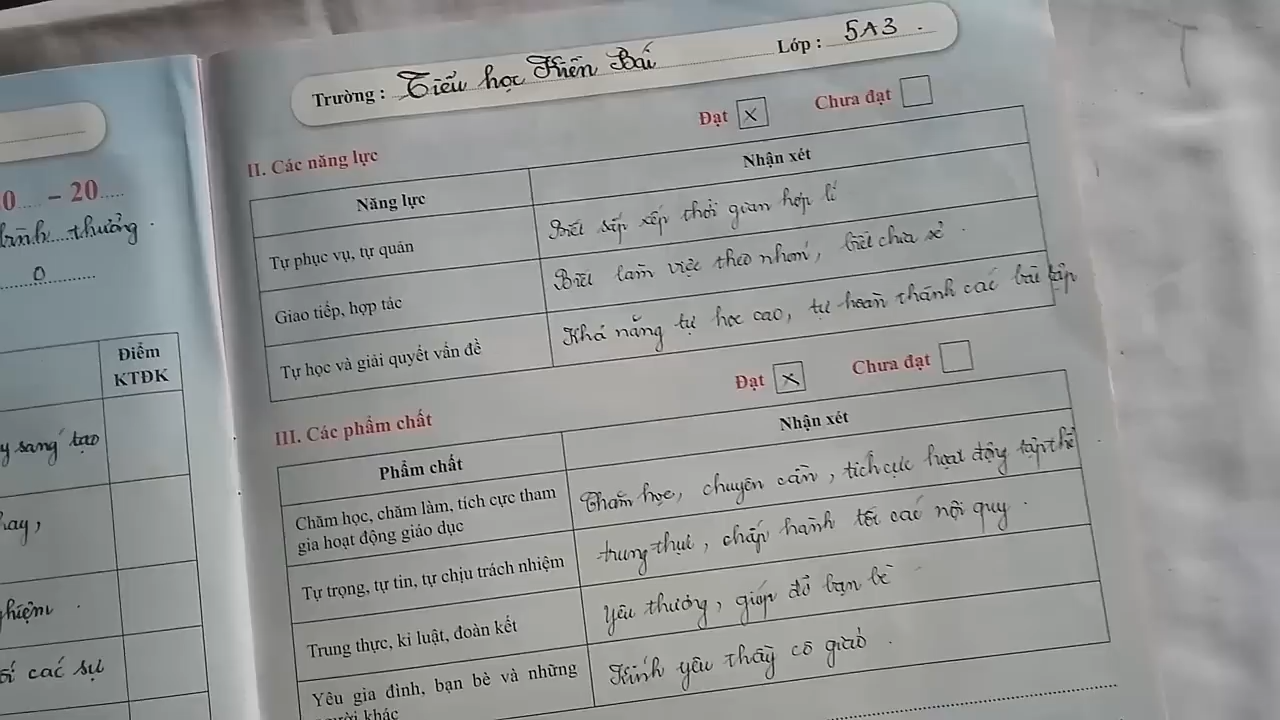 Trường : Tiểu học Kiền Bái Lớp : 5A3 .
II. Các năng lực Đạt x Chưa đạt
Năng lực Nhận xét
Tự phục vụ, tự quản Biết sắp xếp thời gian hợp lí
Giao tiếp, hợp tác Biết làm việc theo nhóm, biết chia sẻ .
Tự học và giải quyết vấn đề Khả năng tự học cao, tự hoàn thành các bài tập
III. Các phẩm chất Đạt x Chưa đạt
Phẩm chất Nhận xét
Chăm học, chăm làm, tích cực tham
gia hoạt động giáo dục
Chăm học, chuyên cần, tích cực hoạt động tập thể .
Tự trọng, tự tin, tự chịu trách nhiệm trung thực, chấp hành tốt các nội quy .
Trung thực, kỉ luật, đoàn kết Yêu thương, giúp đỡ bạn bè .
Yêu gia đình, bạn bè và những
người khác
Kính yêu thầy cô giáo .
0..... – 20.....
bình thường .
0
Điểm
KTĐK
sáng tạo
hay,
các sự